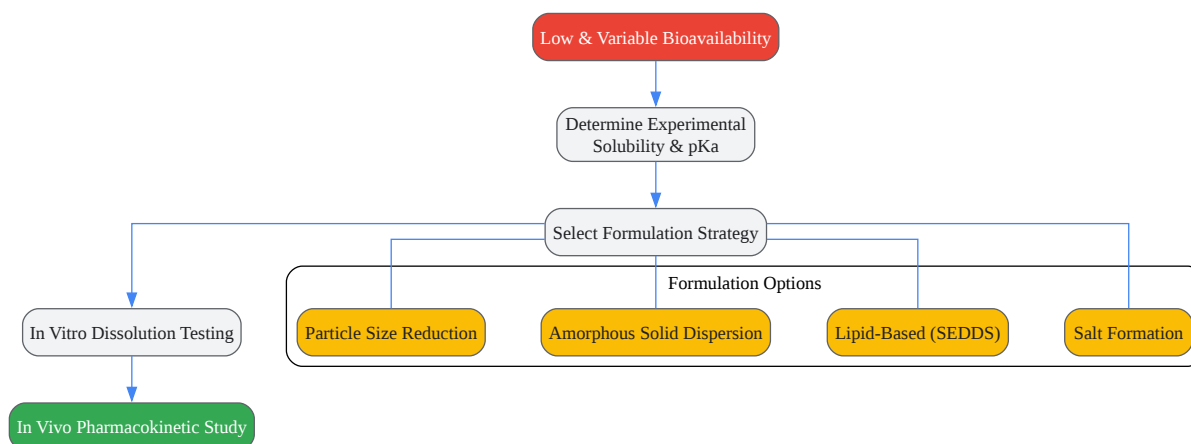 Low & Variable Bioavailability
Determine Experimental
Solubility & pKa
Select Formulation Strategy
Formulation Options
In Vitro Dissolution Testing
Particle Size Reduction
Amorphous Solid Dispersion
Lipid-Based (SEDDS)
Salt Formation
In Vivo Pharmacokinetic Study